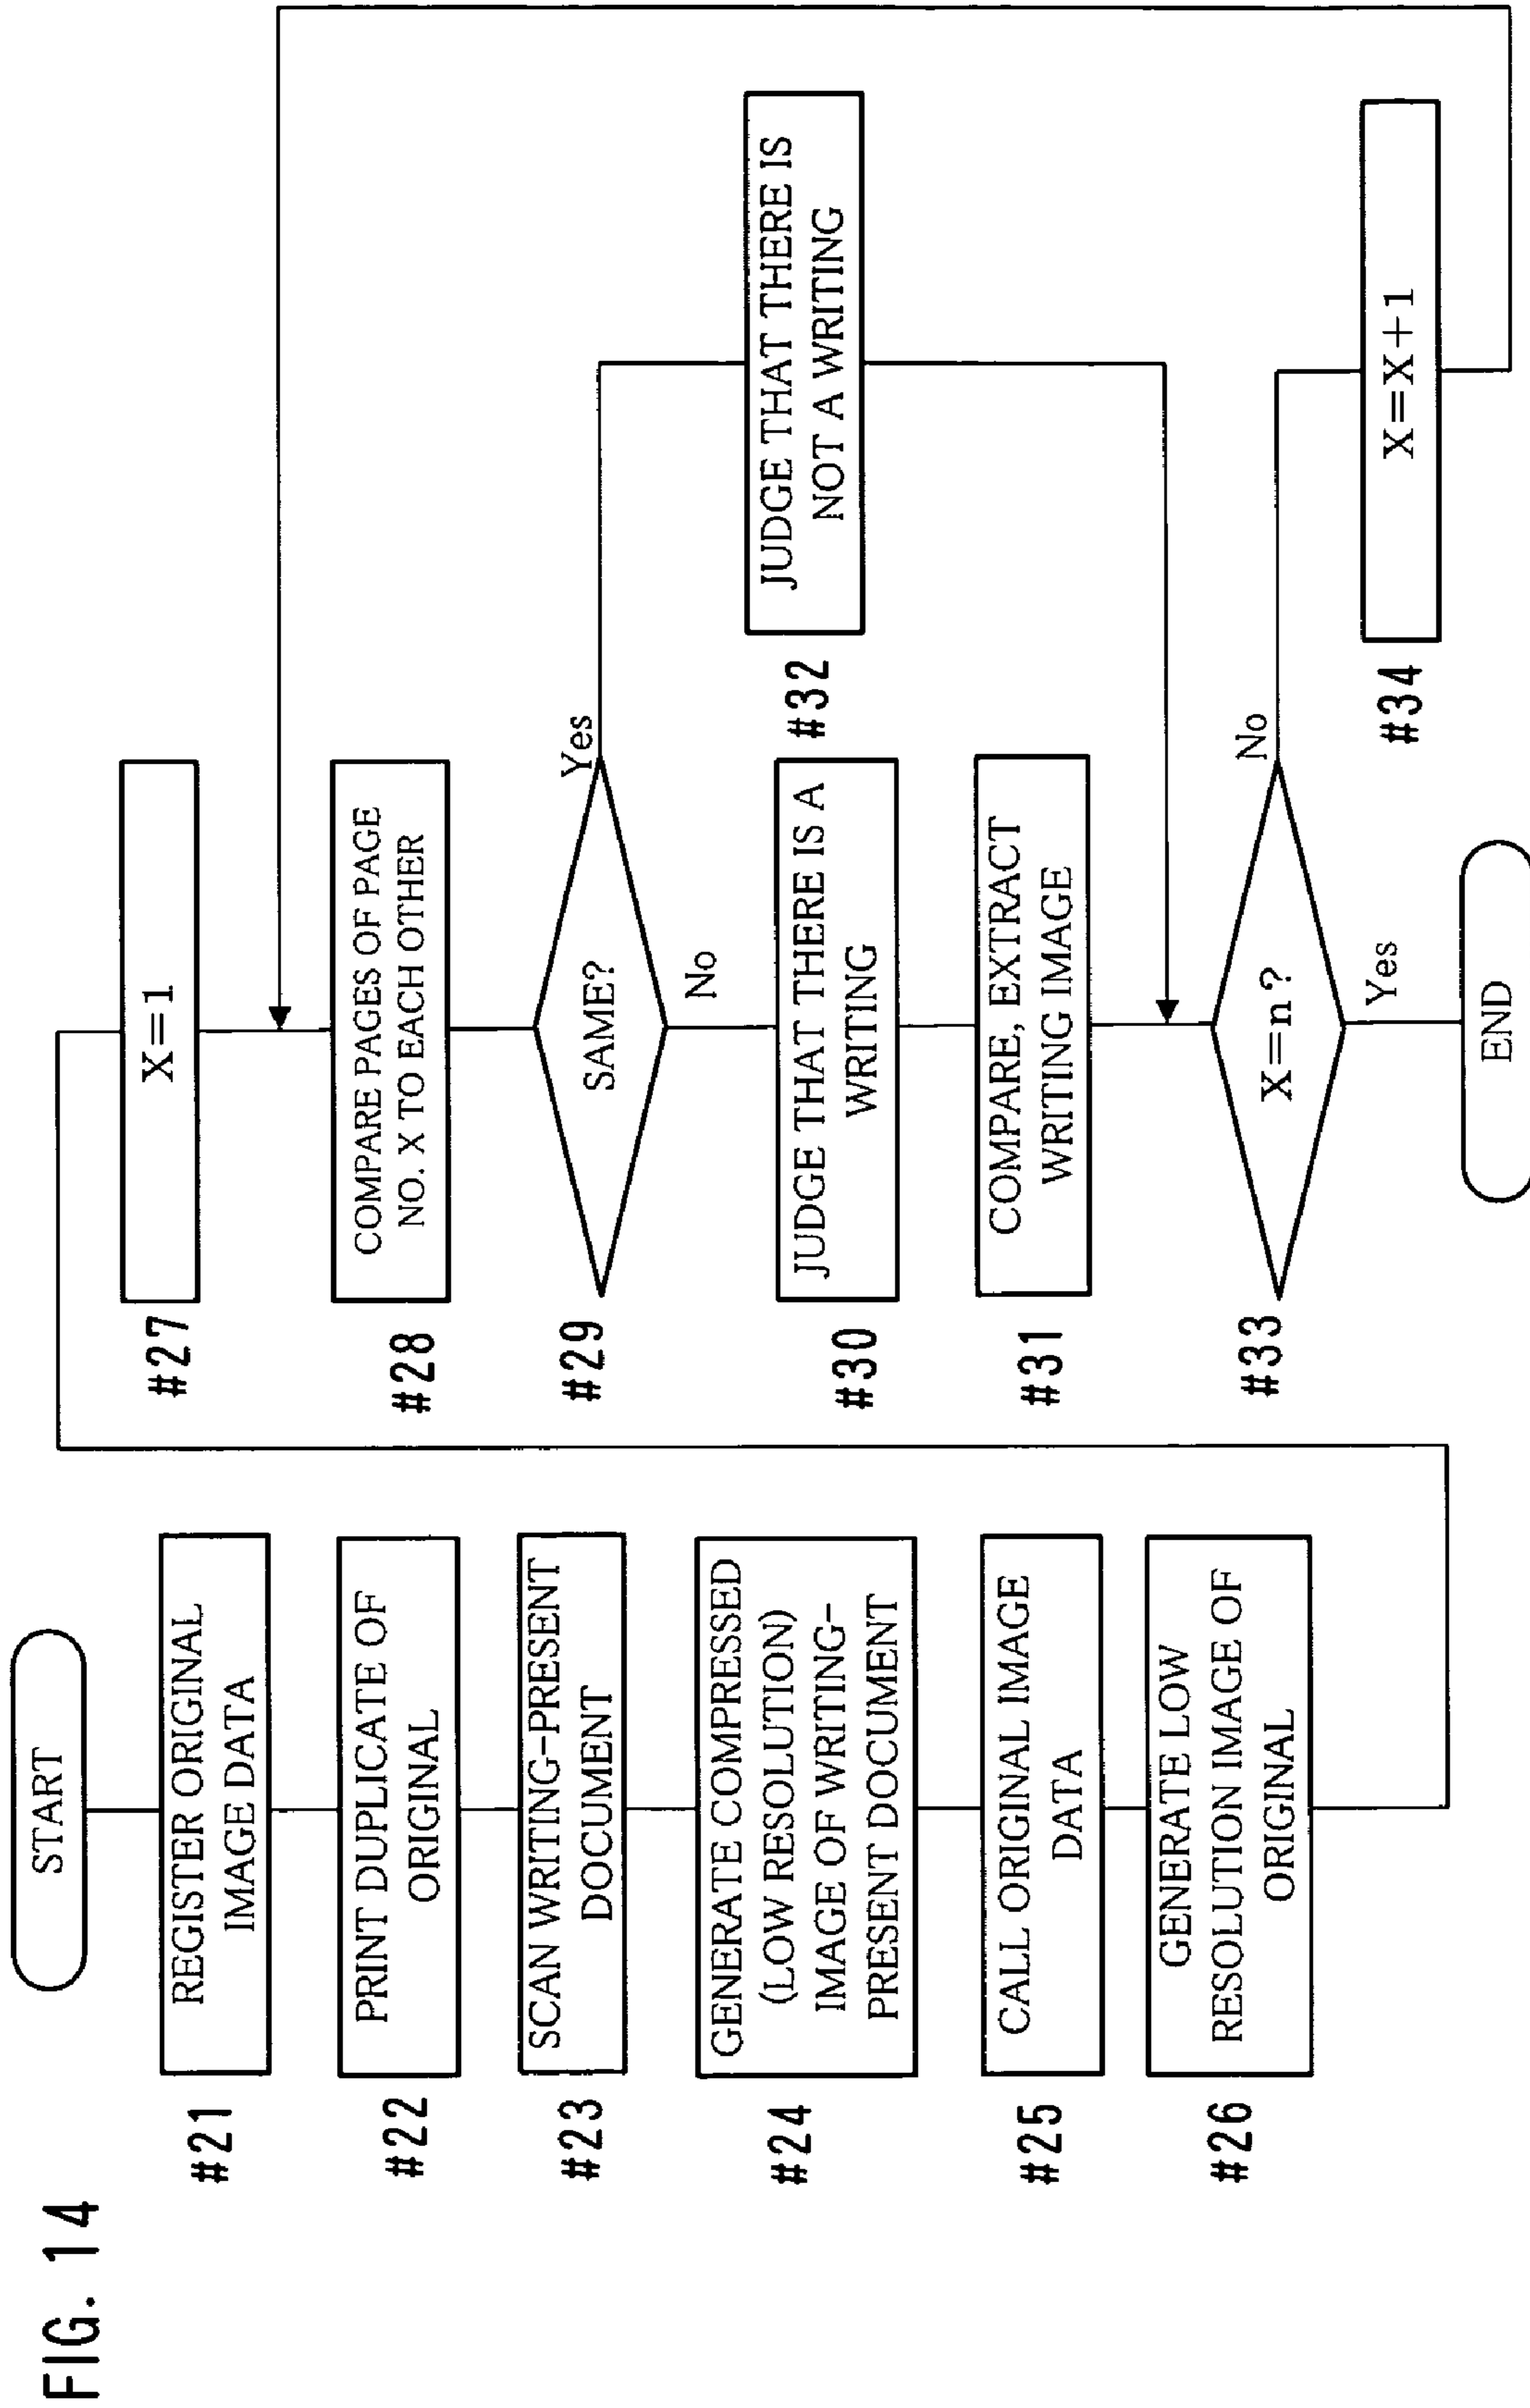 FIG. 14
START
#21
REGISTER ORIGINAL
IMAGE DATA
#22
PRINT DUPLICATE OF
ORIGINAL
#23
SCAN WRITING-PRESENT
DOCUMENT
#24
GENERATE COMPRESSED
(LOW RESOLUTION)
IMAGE OF WRITING-
PRESENT DOCUMENT
#25
CALL ORIGINAL IMAGE
DATA
#26
GENERATE LOW
RESOLUTION IMAGE OF
ORIGINAL
#27
X=1
#28
COMPARE PAGES OF PAGE
NO. X TO EACH OTHER
#29
SAME?
Yes
No
#30
JUDGE THAT THERE IS A
WRITING
#31
COMPARE, EXTRACT
WRITING IMAGE
#32
JUDGE THAT THERE IS
NOT A WRITING
#33
X=n?
No
Yes
#34
X=X+1
END